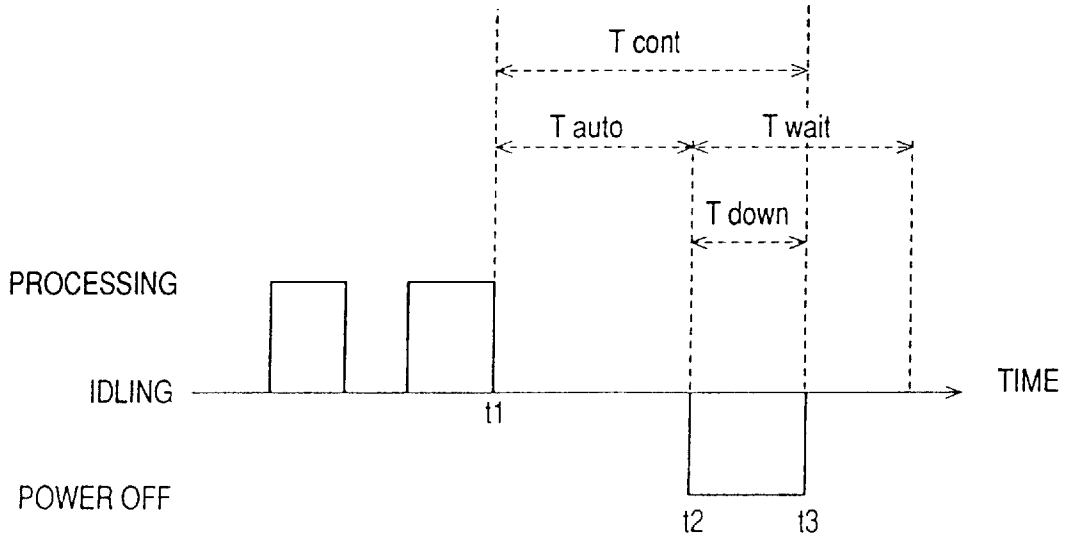 T cont
T auto
T wait
T down
PROCESSING
IDLING
TIME
t1
POWER OFF
t2
t3